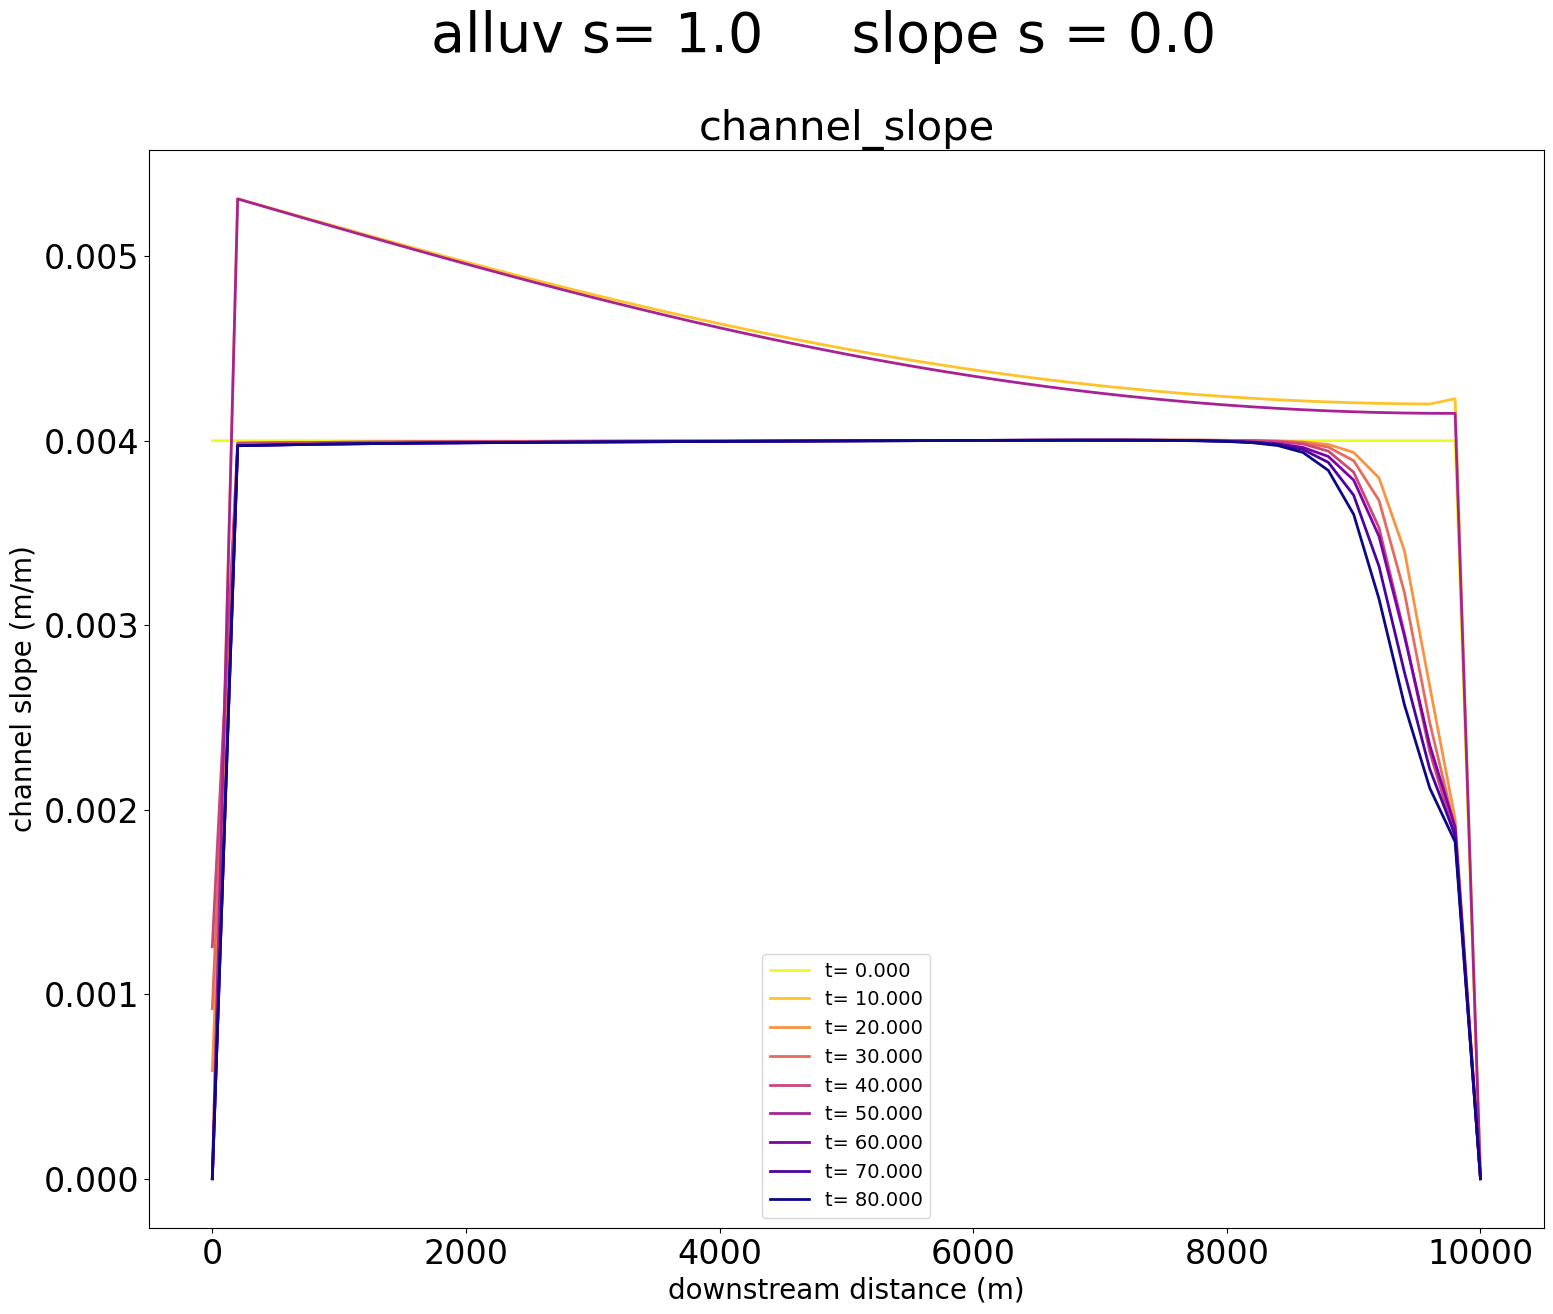 alluv s= 1.0 slope s = 0.0
channel_slope
channel slope (m/m)
0.005
0.004
0.003
0.002
0.001
0.000
t= 0.000
t= 10.000
t= 20.000
t= 30.000
t= 40.000
t= 50.000
t= 60.000
t= 70.000
t= 80.000
0 2000 4000 6000 8000 10000
downstream distance (m)